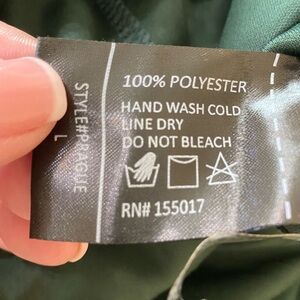 100% POLYESTER
HAND WASH COLD
LINE DRY
DO NOT BLEACH
RN# 155017
STYLE#PRAGUE
L